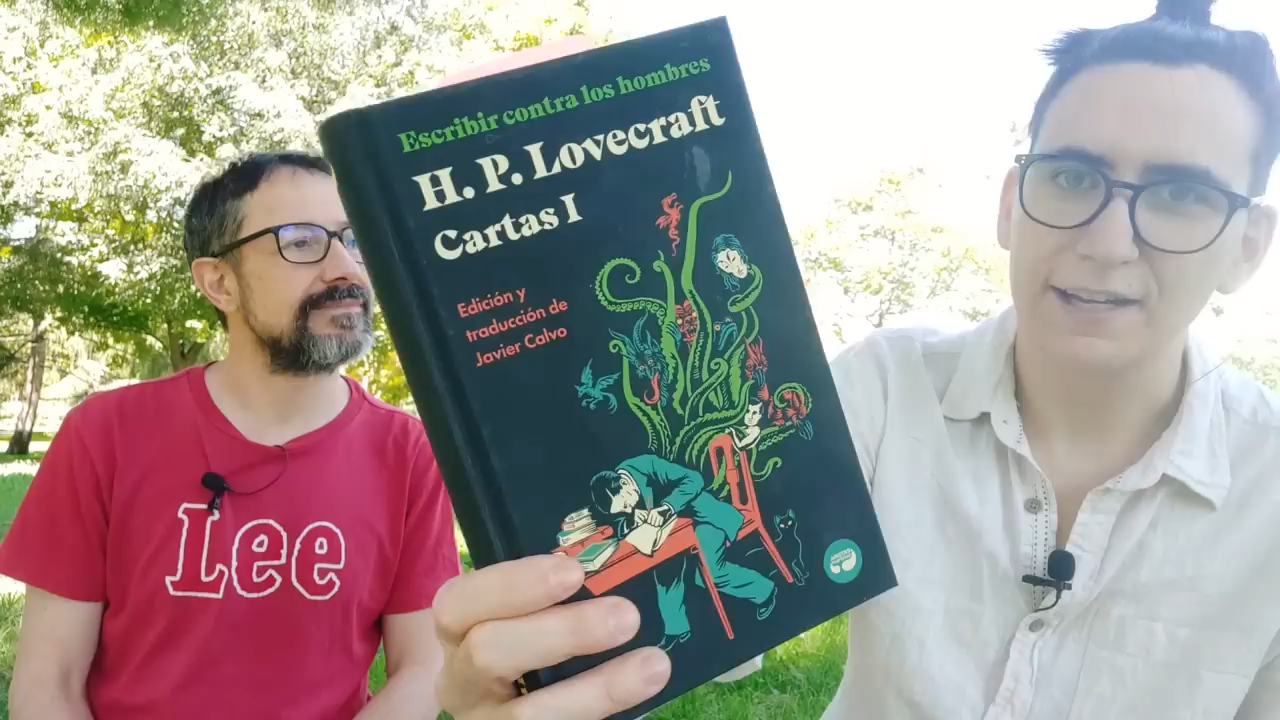 Escribir contra los hombres
H. P. Lovecraft
Cartas I
Edición y
traducción de
Javier Calvo
Lee